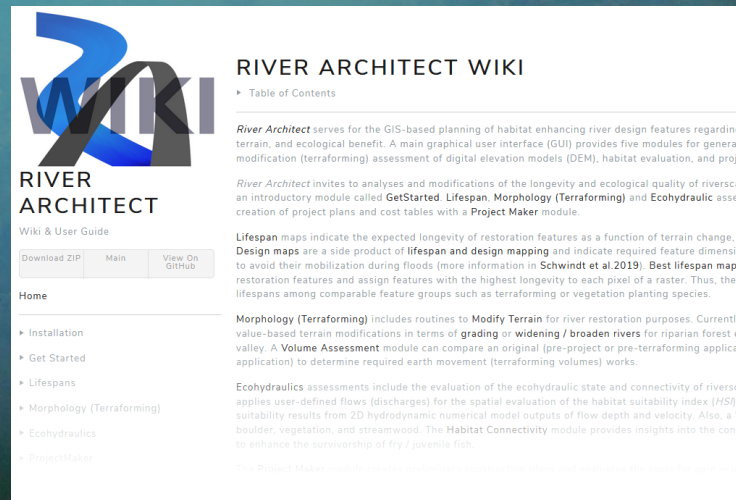 WIKI
RIVER
ARCHITECT
Wiki & User Guide
Download ZIP
Main
View On
GitHub
Home
Installation
Get Started
Lifespans
Morphology (Terraforming)
Ecohydraulics
ProjectMaker
RIVER ARCHITECT WIKI
Table of Contents
River Architect serves for the GIS-based planning of habitat enhancing river design features regardin
terrain, and ecological benefit. A main graphical user interface (GUI) provides five modules for genera
modification (terraforming) assessment of digital elevation models (DEM), habitat evaluation, and proj
River Architect invites to analyses and modifications of the longevity and ecological quality of riversca
an introductory module called GetStarted, Lifespan, Morphology (Terraforming) and Ecohydraulic asse
creation of project plans and cost tables with a Project Maker module.
Lifespan maps indicate the expected longevity of restoration features as a function of terrain change,
Design maps are a side product of lifespan and design mapping and indicate required feature dimensi
to avoid their mobilization during floods (more information in Schwindt et al.2019). Best lifespan map
restoration features and assign features with the highest longevity to each pixel of a raster. Thus, the
lifespans among comparable feature groups such as terraforming or vegetation planting species.
Morphology (Terraforming) includes routines to Modify Terrain for river restoration purposes. Currentl
value-based terrain modifications in terms of grading or widening / broaden rivers for riparian forest e
valley. A Volume Assessment module can compare an original (pre-project or pre-terraforming applica
application) to determine required earth movement (terraforming volumes) works.
Ecohydraulics assessments include the evaluation of the ecohydraulic state and connectivity of riversc
applies user-defined flows (discharges) for the spatial evaluation of the habitat suitability index (HSI)
suitability results from 2D hydrodynamic numerical model outputs of flow depth and velocity. Also, a
boulder, vegetation, and streamwood. The Habitat Connectivity module provides insights into the con
to enhance the survivorship of fry / juvenile fish.
The Project Maker module